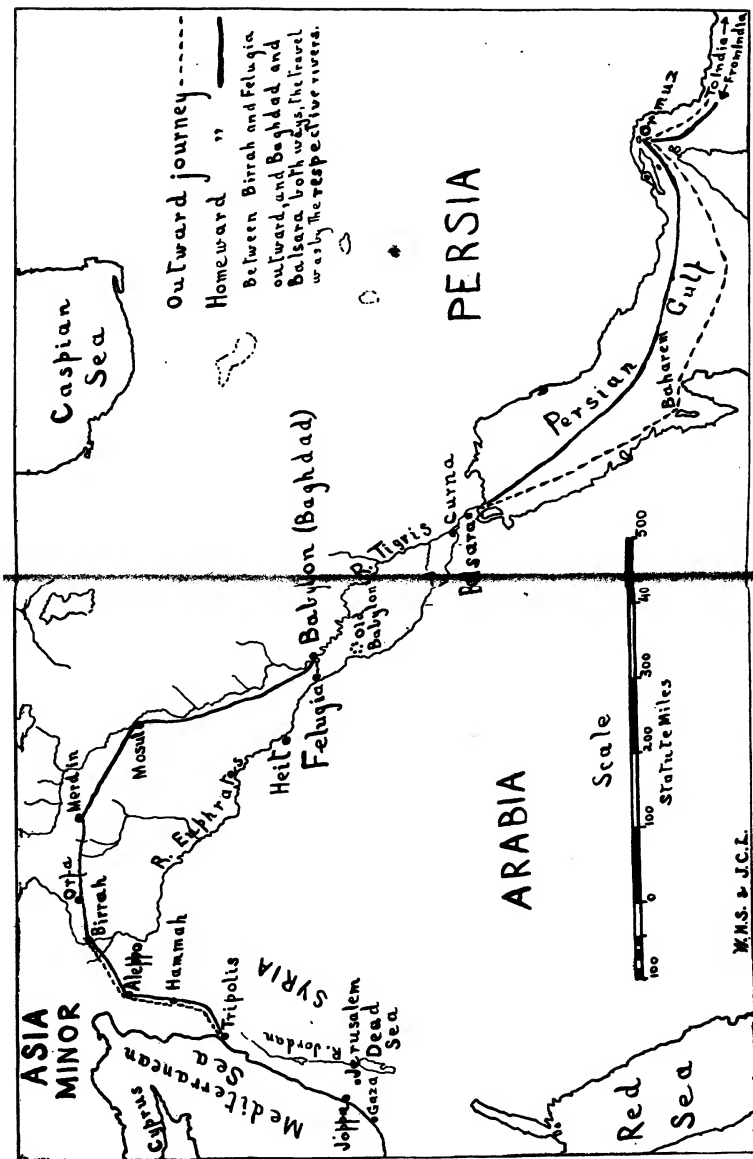 Outward journey
Homeward "
Between Birrah and Felugia
outward, and Baghdad and
Balsara both ways, the travel
was by the respective rivers.
Caspian
Sea
ASIA
MINOR
Cyprus
Mediterranean
Sea
Orfa
Birrah
Merdin
Mosul
Aleppo
Hammah
Tripolis
SYRIA
R. Jordan
Joppa
Jerusalem
Gaza
Dead
Sea
Red
Sea
R. Euphrates
Heit
Felugia
Babylon (Baghdad)
Old
Babylon
R. Tigris
Curna
Balsara
PERSIA
Persian
Gulf
Baharem
Ormuz
To India
From India
ARABIA
Scale
100 0 100 200 300 40 500
Statute Miles
W.H.S. & J.C.L.